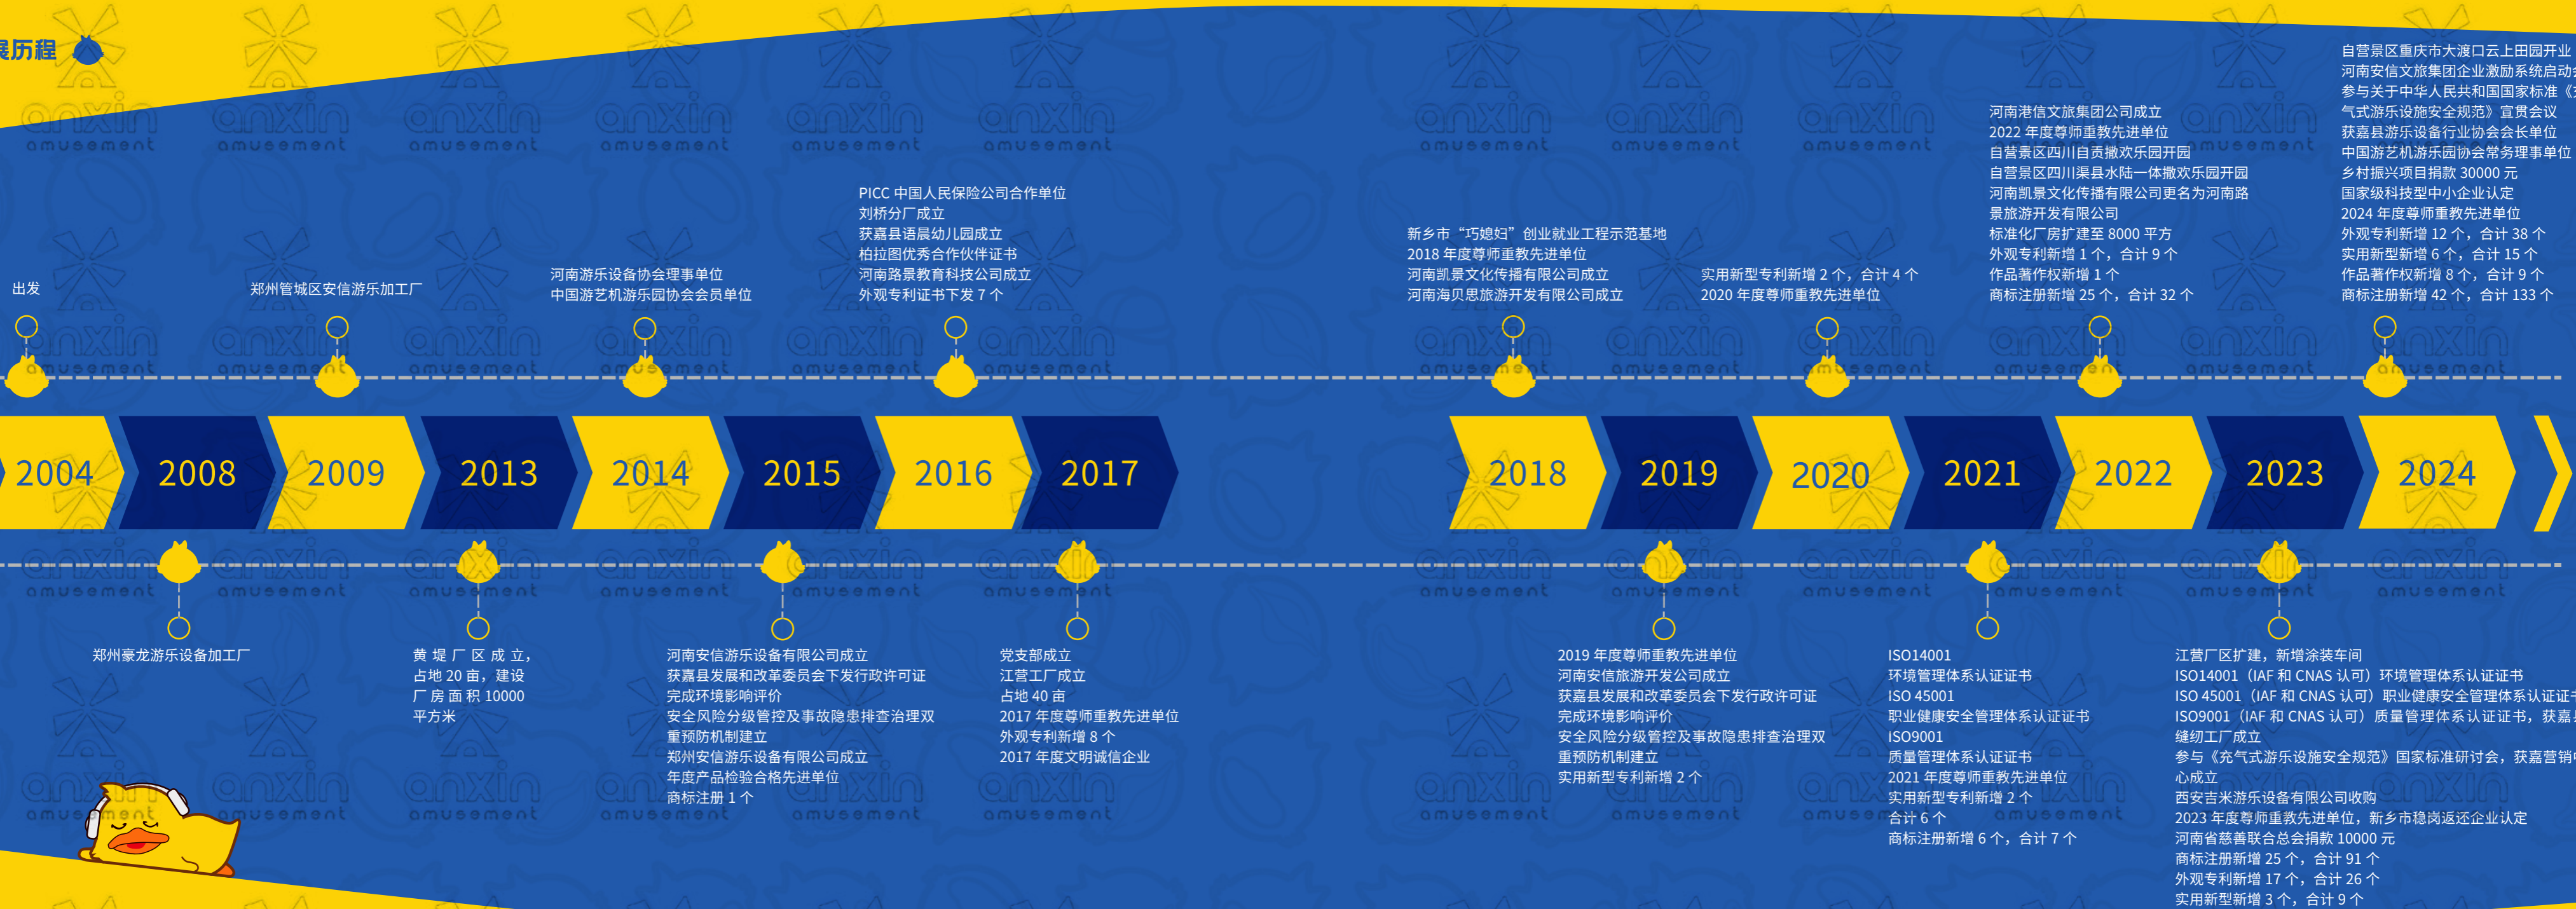 展历程
出发
郑州管城区安信游乐加工厂
河南游乐设备协会理事单位
中国游艺机游乐园协会会员单位
PICC 中国人民保险公司合作单位
刘桥分厂成立
获嘉县语晨幼儿园成立
柏拉图优秀合作伙伴证书
河南路景教育科技公司成立
外观专利证书下发 7 个
新乡市“巧媳妇”创业就业工程示范基地
2018 年度尊师重教先进单位
河南凯景文化传播有限公司成立
河南海贝思旅游开发有限公司成立
实用新型专利新增 2 个，合计 4 个
2020 年度尊师重教先进单位
河南港信文旅集团公司成立
2022 年度尊师重教先进单位
自营景区四川自贡撒欢乐园开园
自营景区四川渠县水陆一体撒欢乐园开园
河南凯景文化传播有限公司更名为河南路
景旅游开发有限公司
标准化厂房扩建至 8000 平方
外观专利新增 1 个，合计 9 个
作品著作权新增 1 个
商标注册新增 25 个，合计 32 个
自营景区重庆市大渡口云上田园开业
河南安信文旅集团企业激励系统启动
参与关于中华人民共和国国家标准《
气式游乐设施安全规范》宣贯会议
获嘉县游乐设备行业协会会长单位
中国游艺机游乐园协会常务理事单位
乡村振兴项目捐款 30000 元
国家级科技型中小企业认定
2024 年度尊师重教先进单位
外观专利新增 12 个，合计 38 个
实用新型新增 6 个，合计 15 个
作品著作权新增 8 个，合计 9 个
商标注册新增 42 个，合计 133 个
2004
2008
2009
2013
2014
2015
2016
2017
2018
2019
2020
2021
2022
2023
2024
郑州豪龙游乐设备加工厂
黄堤厂区成立，
占地 20 亩，建设
厂房面积 10000
平方米
河南安信游乐设备有限公司成立
获嘉县发展和改革委员会下发行政许可证
完成环境影响评价
安全风险分级管控及事故隐患排查治理双
重预防机制建立
郑州安信游乐设备有限公司成立
年度产品检验合格先进单位
商标注册 1 个
党支部成立
江营工厂成立
占地 40 亩
2017 年度尊师重教先进单位
外观专利新增 8 个
2017 年度文明诚信企业
2019 年度尊师重教先进单位
河南安信旅游开发公司成立
获嘉县发展和改革委员会下发行政许可证
完成环境影响评价
安全风险分级管控及事故隐患排查治理双
重预防机制建立
实用新型专利新增 2 个
ISO14001
环境管理体系认证证书
ISO 45001
职业健康安全管理体系认证证书
ISO9001
质量管理体系认证证书
2021 年度尊师重教先进单位
实用新型专利新增 2 个
合计 6 个
商标注册新增 6 个，合计 7 个
江营厂区扩建，新增涂装车间
ISO14001（IAF 和 CNAS 认可）环境管理体系认证证书
ISO 45001（IAF 和 CNAS 认可）职业健康安全管理体系认证证书
ISO9001（IAF 和 CNAS 认可）质量管理体系认证证书，获嘉
缝纫工厂成立
参与《充气式游乐设施安全规范》国家标准研讨会，获嘉营销中
心成立
西安吉米游乐设备有限公司收购
2023 年度尊师重教先进单位，新乡市稳岗返还企业认定
河南省慈善联合总会捐款 10000 元
商标注册新增 25 个，合计 91 个
外观专利新增 17 个，合计 26 个
实用新型新增 3 个，合计 9 个
anxin
amusement